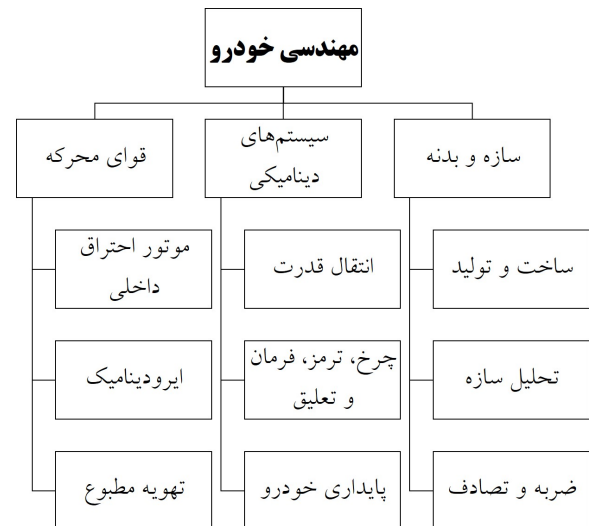 مهندسی خودرو
سازه و بدنه
سیستم‌های
دینامیکی
قوای محرکه
ساخت و تولید
تحلیل سازه
ضربه و تصادف
انتقال قدرت
چرخ، ترمز، فرمان
و تعلیق
پایداری خودرو
موتور احتراق
داخلی
ایرودینامیک
تهویه مطبوع